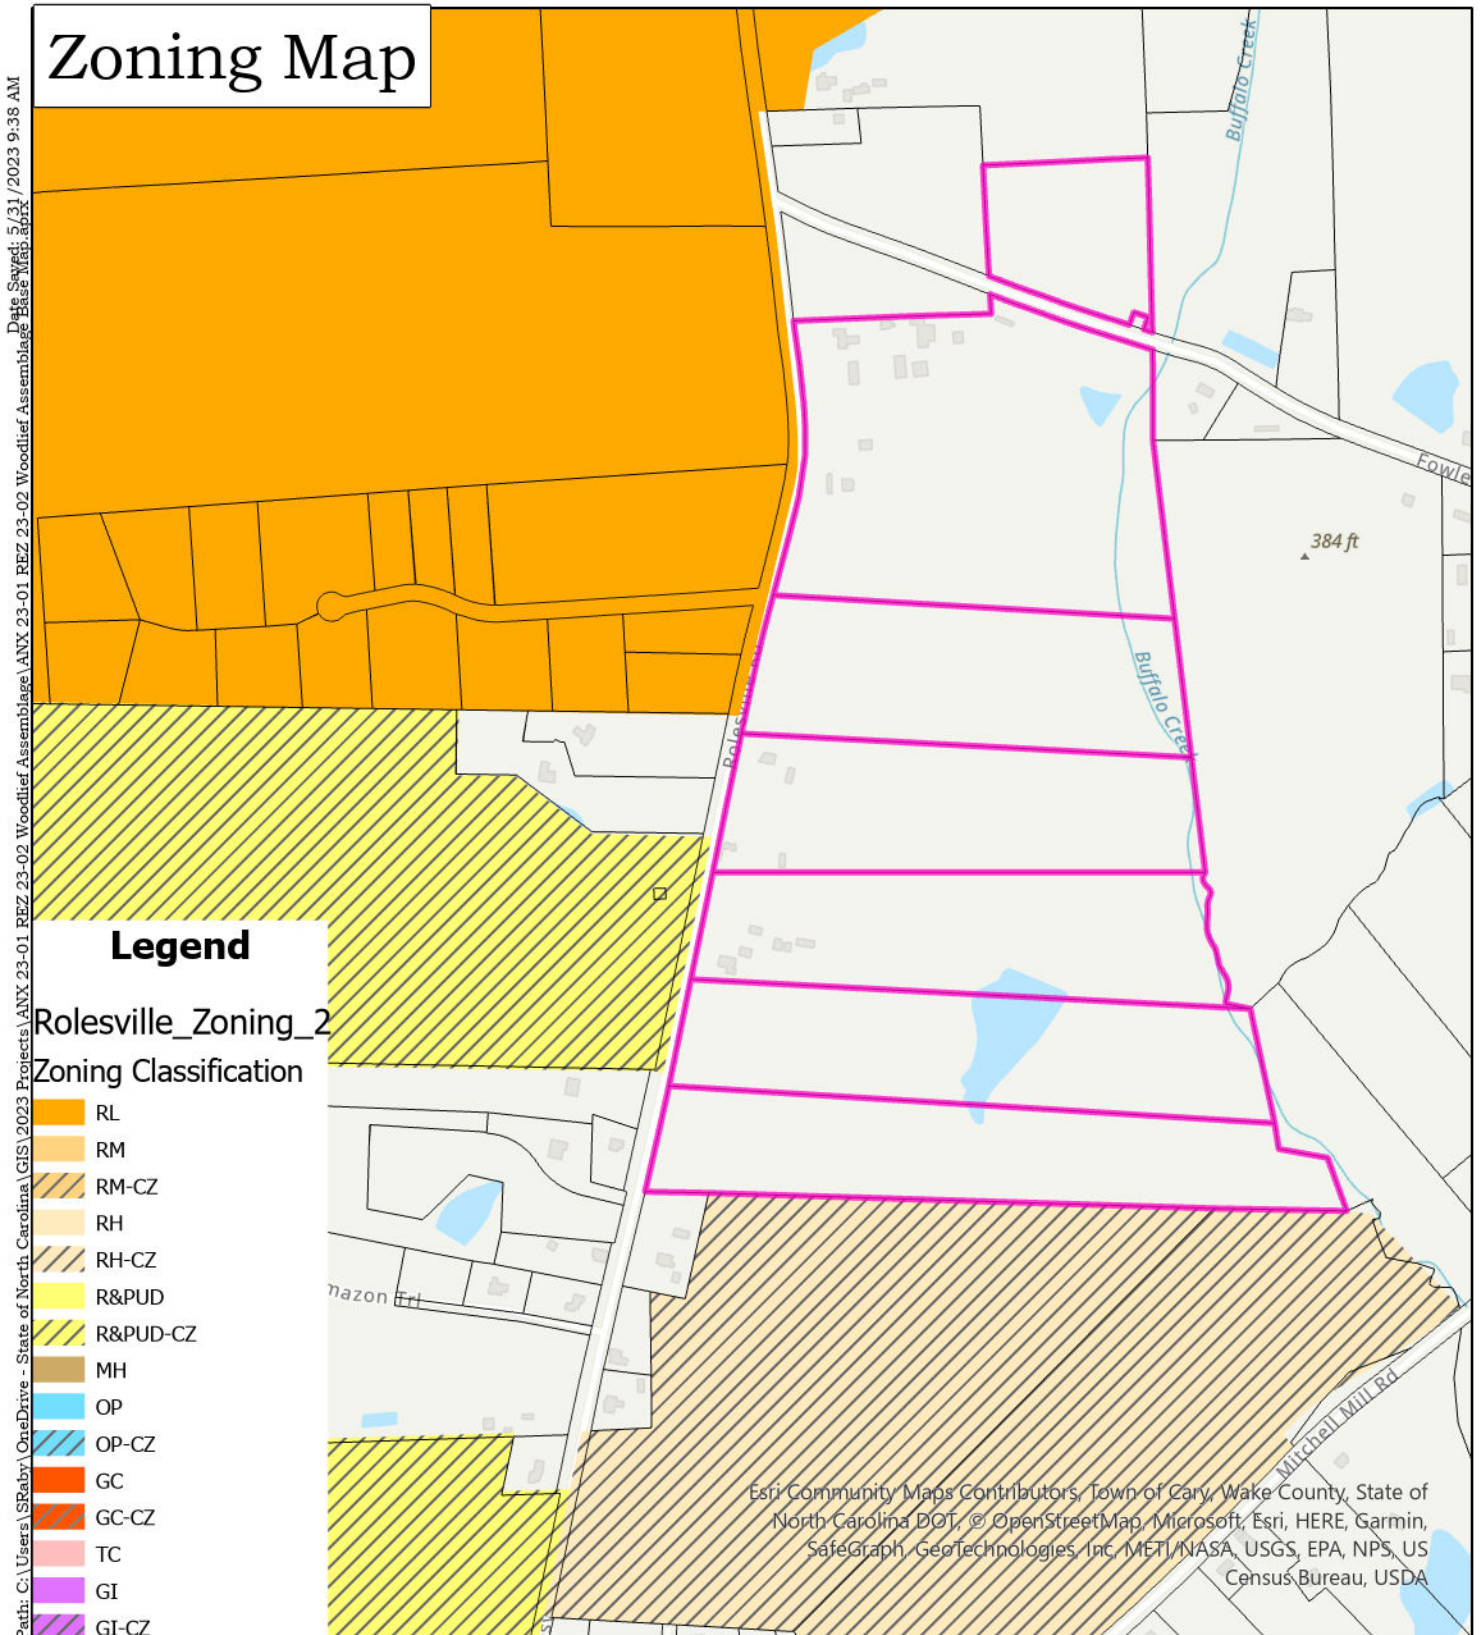 Zoning Map
Date Saved: 5/31/2023 9:38 AM
Path: C:\Users\SRaby\OneDrive - State of North Carolina\GIS\2023 Projects\ANX 23-01 REZ 23-02 Woodlief Assemblage\ANX 23-01 REZ 23-02 Woodlief Assemblage Base Map.aprx
Buffalo Creek
Fowle
384 ft
Buffalo Creek
Legend
Rolesville_Zoning_2
Zoning Classification
RL
RM
RM-CZ
RH
RH-CZ
R&PUD
R&PUD-CZ
MH
OP
OP-CZ
GC
GC-CZ
TC
GI
GI-CZ
mazon Trl
Mitchell Mill Rd
Esri Community Maps Contributors, Town of Cary, Wake County, State of
North Carolina DOT, © OpenStreetMap, Microsoft, Esri, HERE, Garmin,
SafeGraph, GeoTechnologies, Inc, METI/NASA, USGS, EPA, NPS, US
Census Bureau, USDA